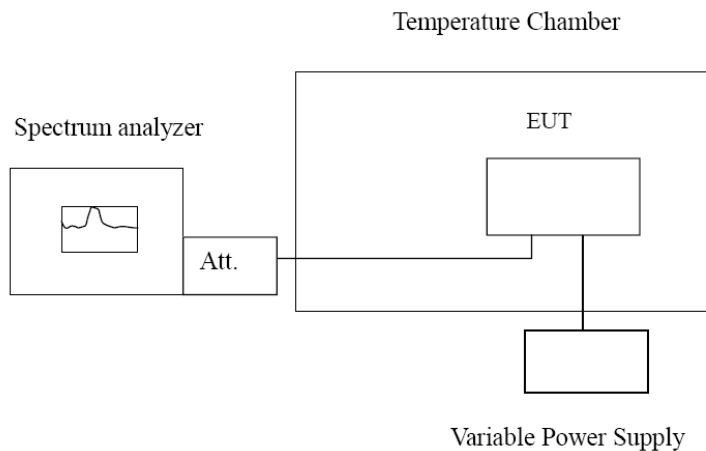 Temperature Chamber
Spectrum analyzer
EUT
Att.
Variable Power Supply